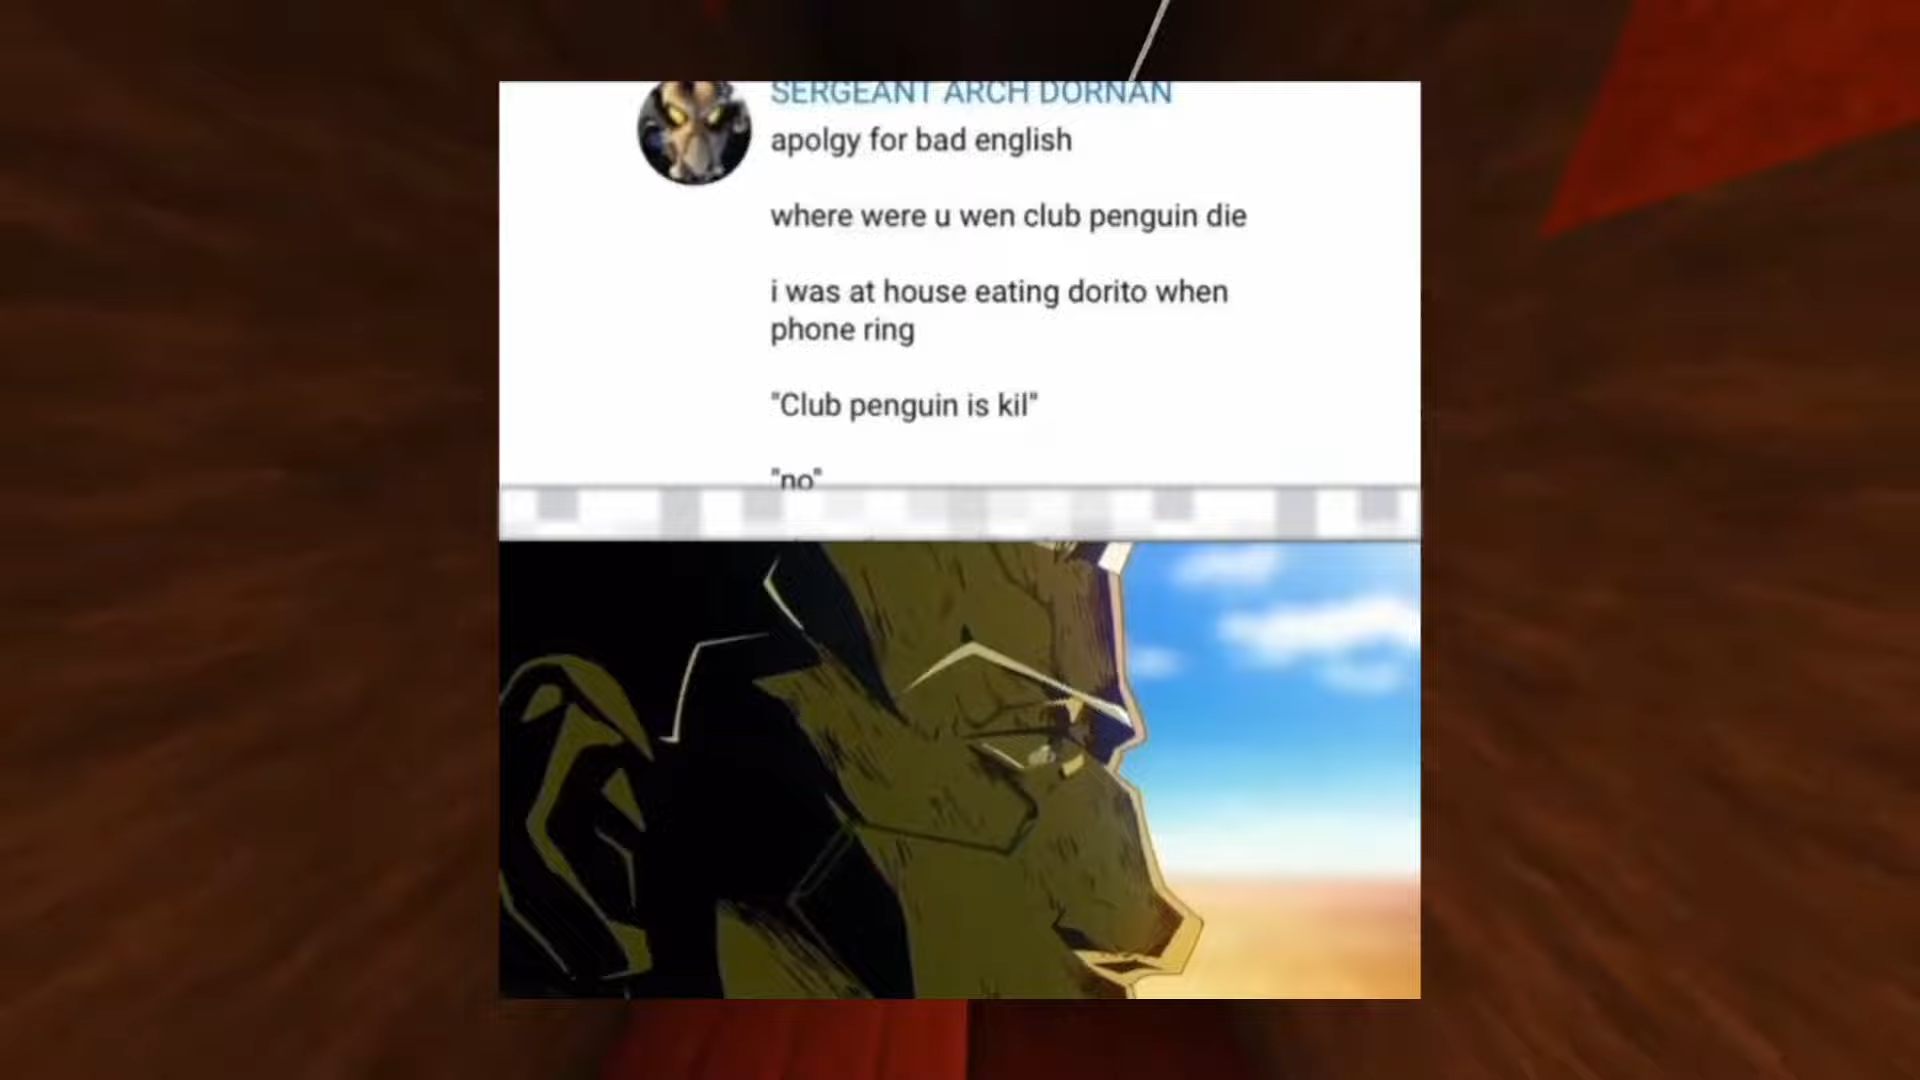 SERGEANT ARCH DORNAN
apolgy for bad english
where were u wen club penguin die
i was at house eating dorito when
phone ring
"Club penguin is kil"
"no"